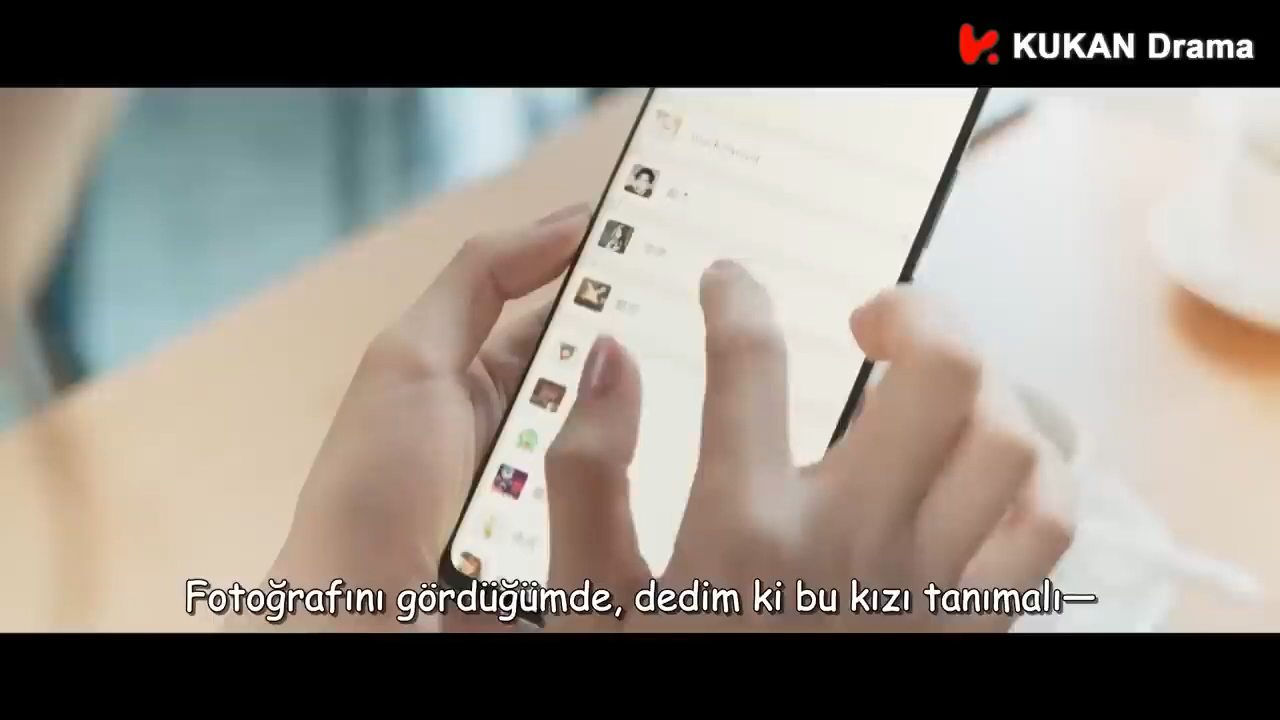 KUKAN Drama
Fotoğrafını gördüğümde, dedim ki bu kızı tanımalı—